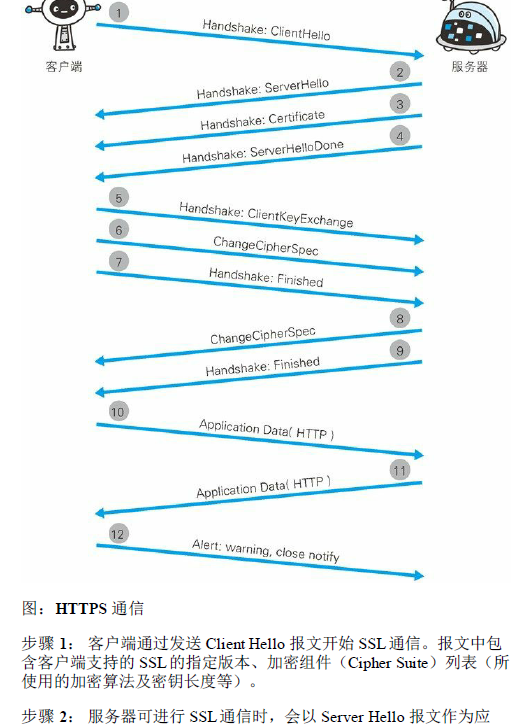 1
Handshake: ClientHello
客户端
服务器
2
Handshake: ServerHello
3
Handshake: Certificate
4
Handshake: ServerHelloDone
5
Handshake: ClientKeyExchange
6
ChangeCipherSpec
7
Handshake: Finished
8
ChangeCipherSpec
9
Handshake: Finished
10
Application Data( HTTP )
11
Application Data( HTTP )
12
Alert: warning, close notify
图：HTTPS 通信
步骤 1： 客户端通过发送 Client Hello 报文开始 SSL 通信。报文中包
含客户端支持的 SSL 的指定版本、加密组件（Cipher Suite）列表（所
使用的加密算法及密钥长度等）。
步骤 2： 服务器可进行 SSL 通信时，会以 Server Hello 报文作为应